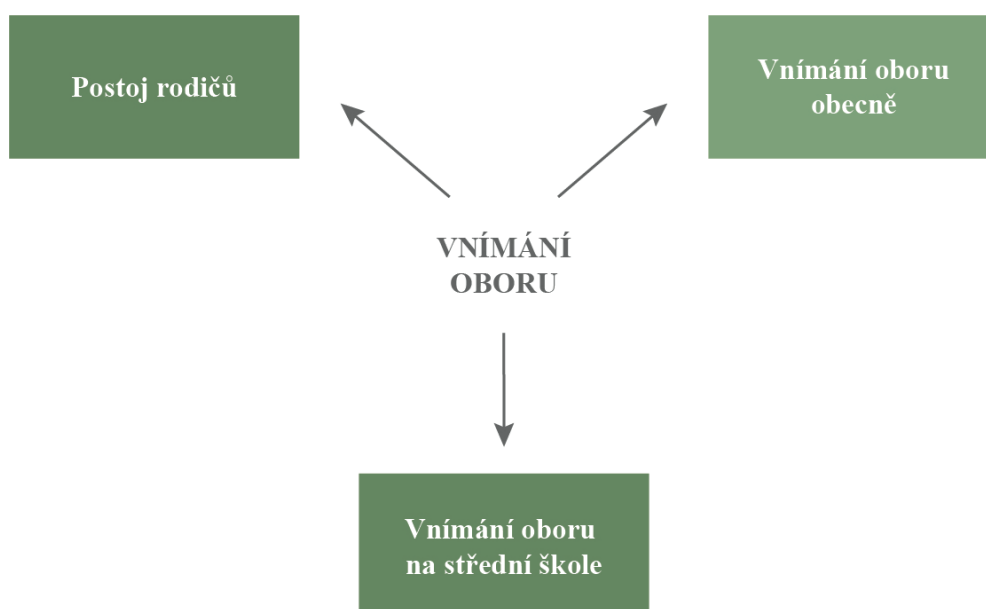 Postoj rodičů
Vnímání oboru
obecně
VNÍMÁNÍ
OBORU
Vnímání oboru
na střední škole